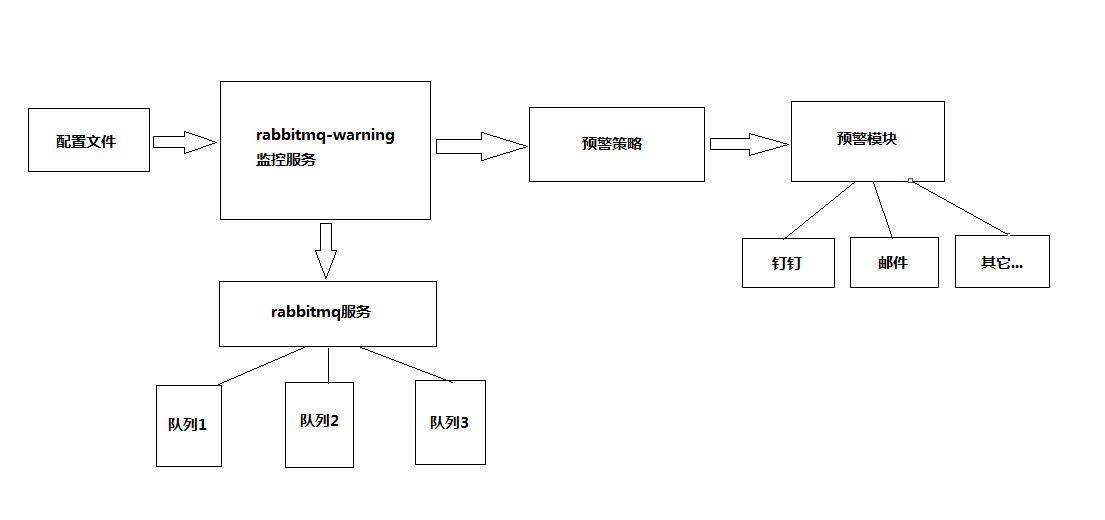 配置文件
rabbitmq-warning
监控服务
预警策略
预警模块
钉钉
邮件
其它...
rabbitmq服务
队列1
队列2
队列3